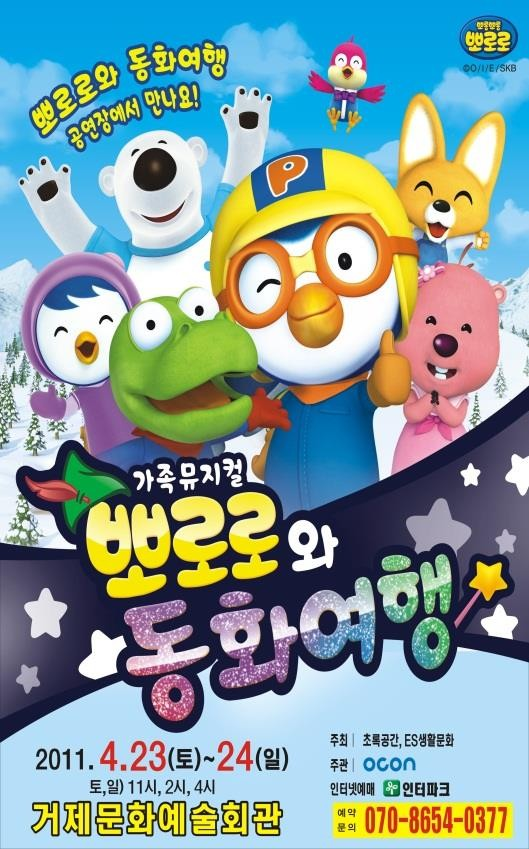 뽀롱뽀롱
뽀로로
©O/I/E/SKB
뽀로로와 동화여행
공연장에서 만나요!
P
가족뮤지컬
뽀로로와
동화여행
2011. 4.23(토)~24(일)
토,일) 11시, 2시, 4시
거제문화예술회관
주최 | 초록공간, ES생활문화
주관 | OCON
인터넷예매 인터파크
예약
문의 070-8654-0377